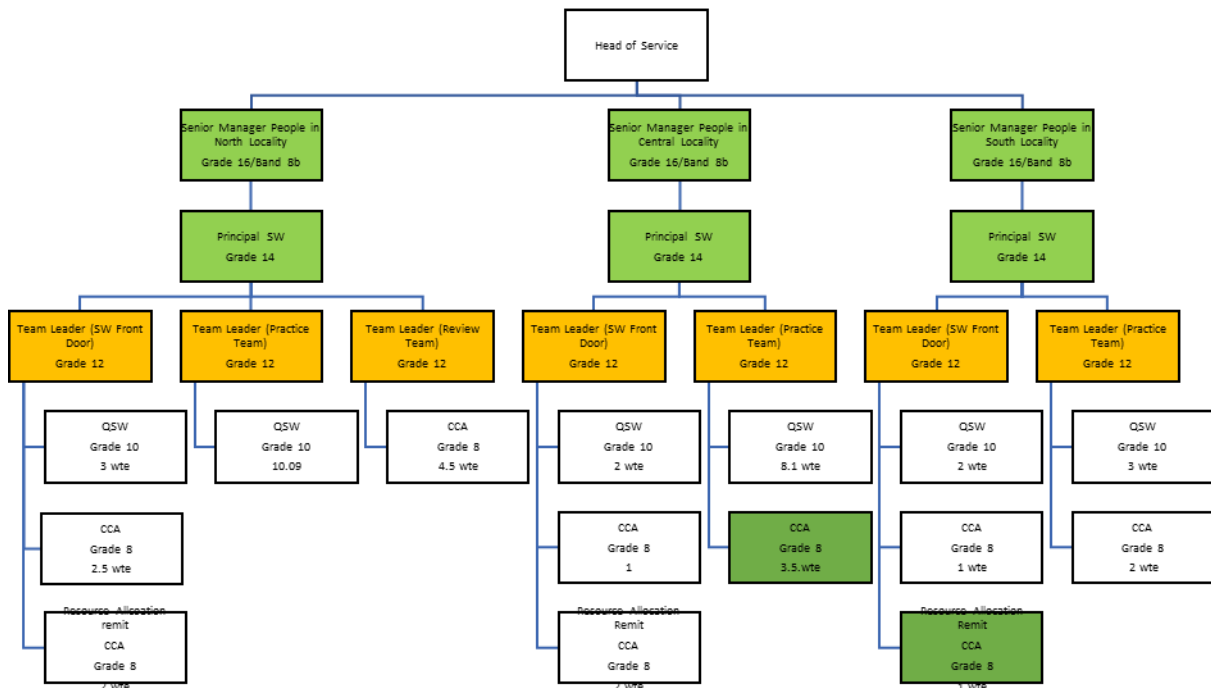 Head of Service
Senior Manager People in
North Locality
Grade 16/Band 8b
Senior Manager People in
Central Locality
Grade 16/Band 8b
Senior Manager People in
South Locality
Grade 16/Band 8b
Principal SW
Grade 14
Principal SW
Grade 14
Principal SW
Grade 14
Team Leader (SW Front
Door)
Grade 12
Team Leader (Practice
Team)
Grade 12
Team Leader (Review
Team)
Grade 12
Team Leader (SW Front
Door)
Grade 12
Team Leader (Practice
Team)
Grade 12
Team Leader (SW Front
Door)
Grade 12
Team Leader (Practice
Team)
Grade 12
QSW
Grade 10
3 wte
QSW
Grade 10
10.09
CCA
Grade 8
4.5 wte
QSW
Grade 10
2 wte
QSW
Grade 10
8.1 wte
QSW
Grade 10
2 wte
QSW
Grade 10
3 wte
CCA
Grade 8
2.5 wte
CCA
Grade 8
1
CCA
Grade 8
3.5.wte
CCA
Grade 8
1 wte
CCA
Grade 8
2 wte
Resource Allocation
remit
CCA
Grade 8
2 wte
Resource Allocation
Remit
CCA
Grade 8
2 wte
Resource Allocation
Remit
CCA
Grade 8
1 wte